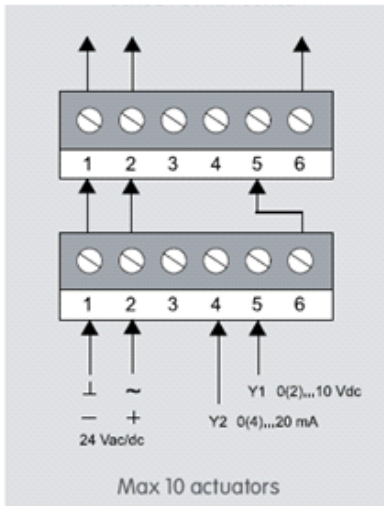 1 2 3 4 5 6
1 2 3 4 5 6
⊥ ~ Y1 0(2)...10 Vdc
− + Y2 0(4)...20 mA
24 Vac/dc
Max 10 actuators